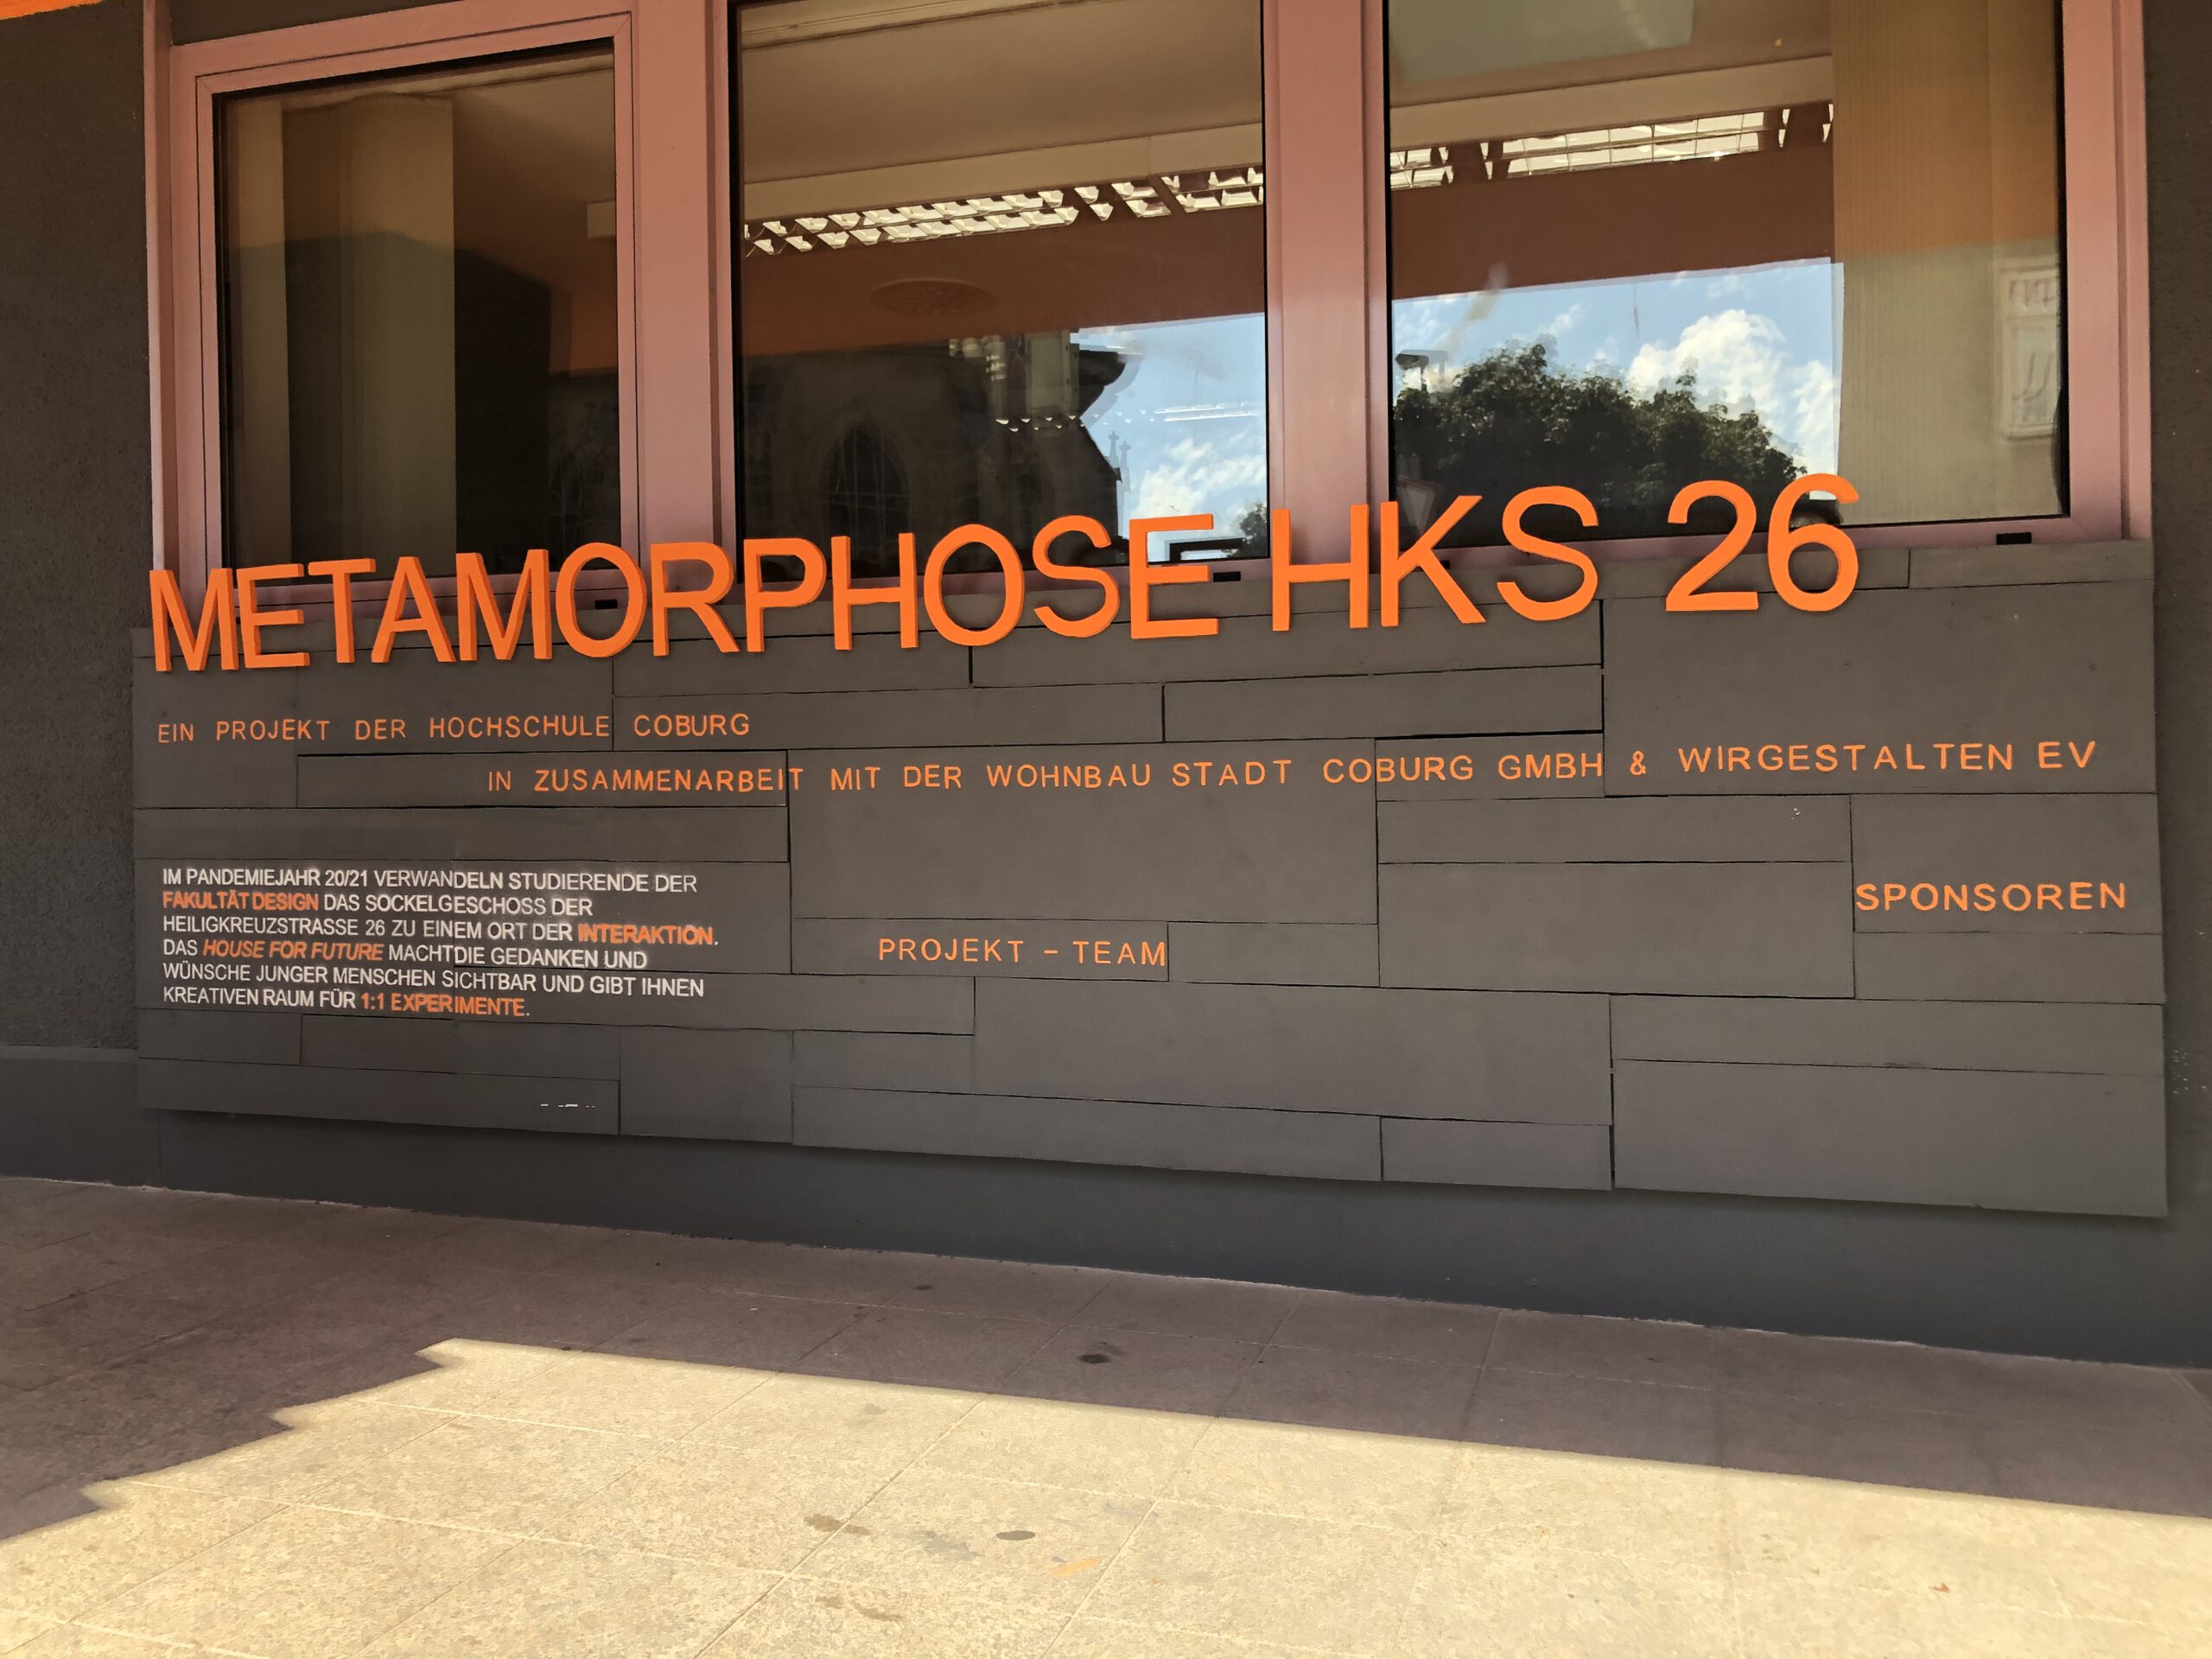 METAMORPHOSE HKS 26
EIN PROJEKT DER HOCHSCHULE COBURG
IN ZUSAMMENARBEIT MIT DER WOHNBAU STADT COBURG GMBH & WIRGESTALTEN EV
IM PANDEMIEJAHR 20/21 VERWANDELN STUDIERENDE DER
FAKULTÄT DESIGN DAS SOCKELGESCHOSS DER
HEILIGKREUZSTRASSE 26 ZU EINEM ORT DER INTERAKTION.
DAS HOUSE FOR FUTURE MACHT DIE GEDANKEN UND
WÜNSCHE JUNGER MENSCHEN SICHTBAR UND GIBT IHNEN
KREATIVEN RAUM FÜR 1:1 EXPERIMENTE.
PROJEKT - TEAM
SPONSOREN